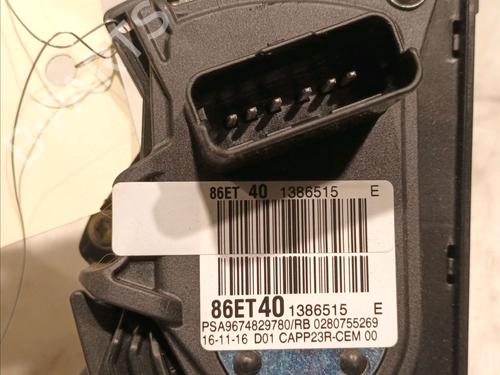 86ET 40 1386515 E
86ET40 1386515 E
PSA9674829780/RB 0280755269
16-11-16 D01 CAPP23R-CEM 00